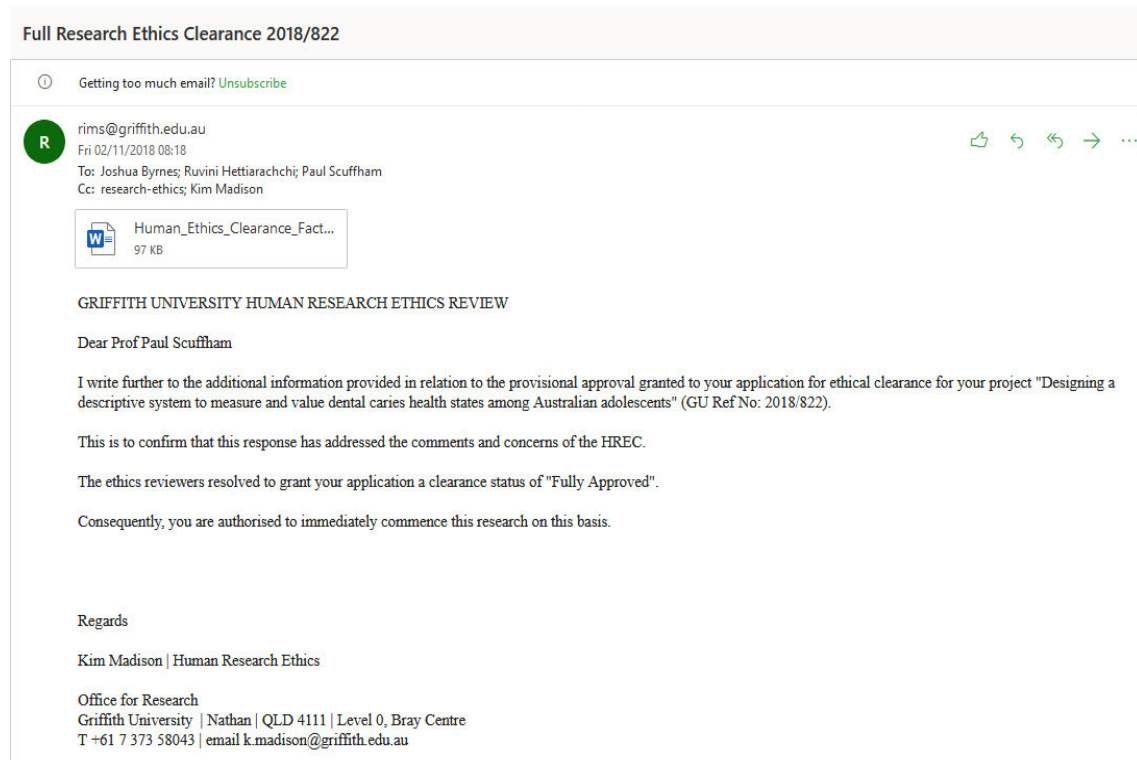 Full Research Ethics Clearance 2018/822
Getting too much email? Unsubscribe
R
rims@griffith.edu.au
Fri 02/11/2018 08:18
To: Joshua Byrnes; Ruvini Hettiarachchi; Paul Scuffham
Cc: research-ethics; Kim Madison
Human_Ethics_Clearance_Fact...
97 KB
GRIFFITH UNIVERSITY HUMAN RESEARCH ETHICS REVIEW
Dear Prof Paul Scuffham
I write further to the additional information provided in relation to the provisional approval granted to your application for ethical clearance for your project "Designing a
descriptive system to measure and value dental caries health states among Australian adolescents" (GU Ref No: 2018/822).
This is to confirm that this response has addressed the comments and concerns of the HREC.
The ethics reviewers resolved to grant your application a clearance status of "Fully Approved".
Consequently, you are authorised to immediately commence this research on this basis.
Regards
Kim Madison | Human Research Ethics
Office for Research
Griffith University | Nathan | QLD 4111 | Level 0, Bray Centre
T +61 7 373 58043 | email k.madison@griffith.edu.au